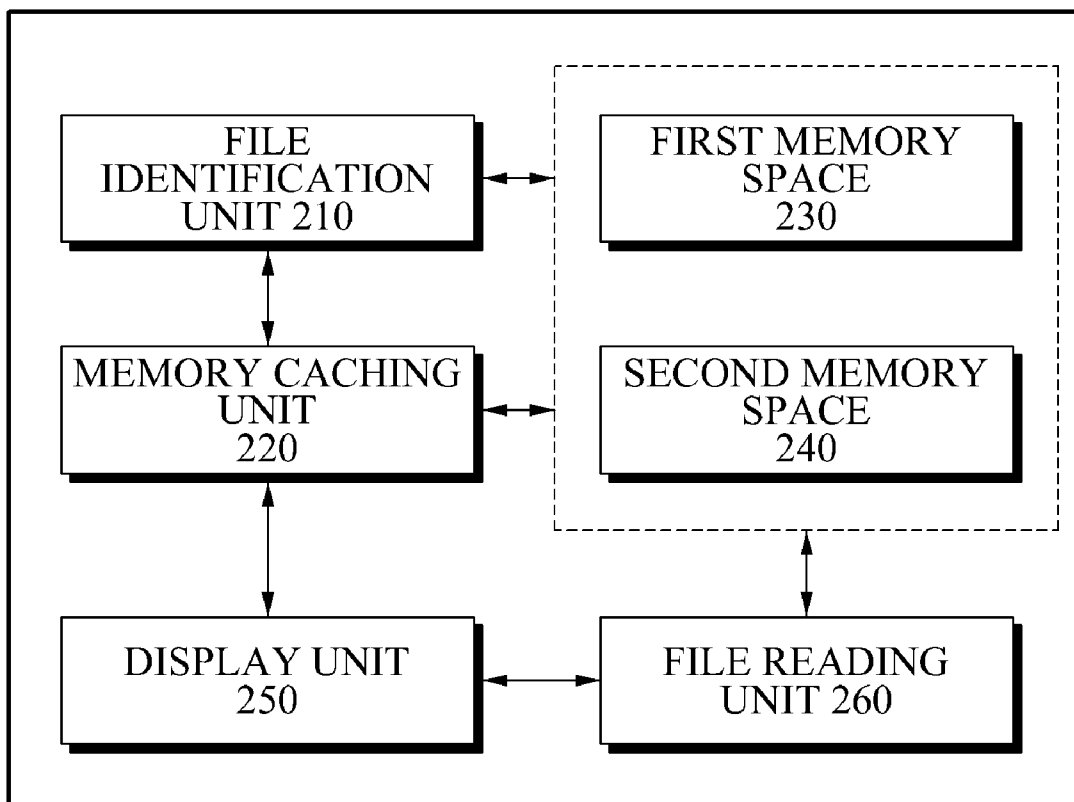 FILE
IDENTIFICATION
UNIT 210
FIRST MEMORY
SPACE
230
MEMORY CACHING
UNIT
220
SECOND MEMORY
SPACE
240
DISPLAY UNIT
250
FILE READING
UNIT 260